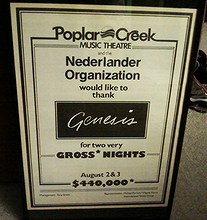 Poplar Creek
MUSIC THEATRE
and the
Nederlander
Organization
would like to
thank
Genesis
for two very
GROSS* NIGHTS
August 2 & 3
$440,000*